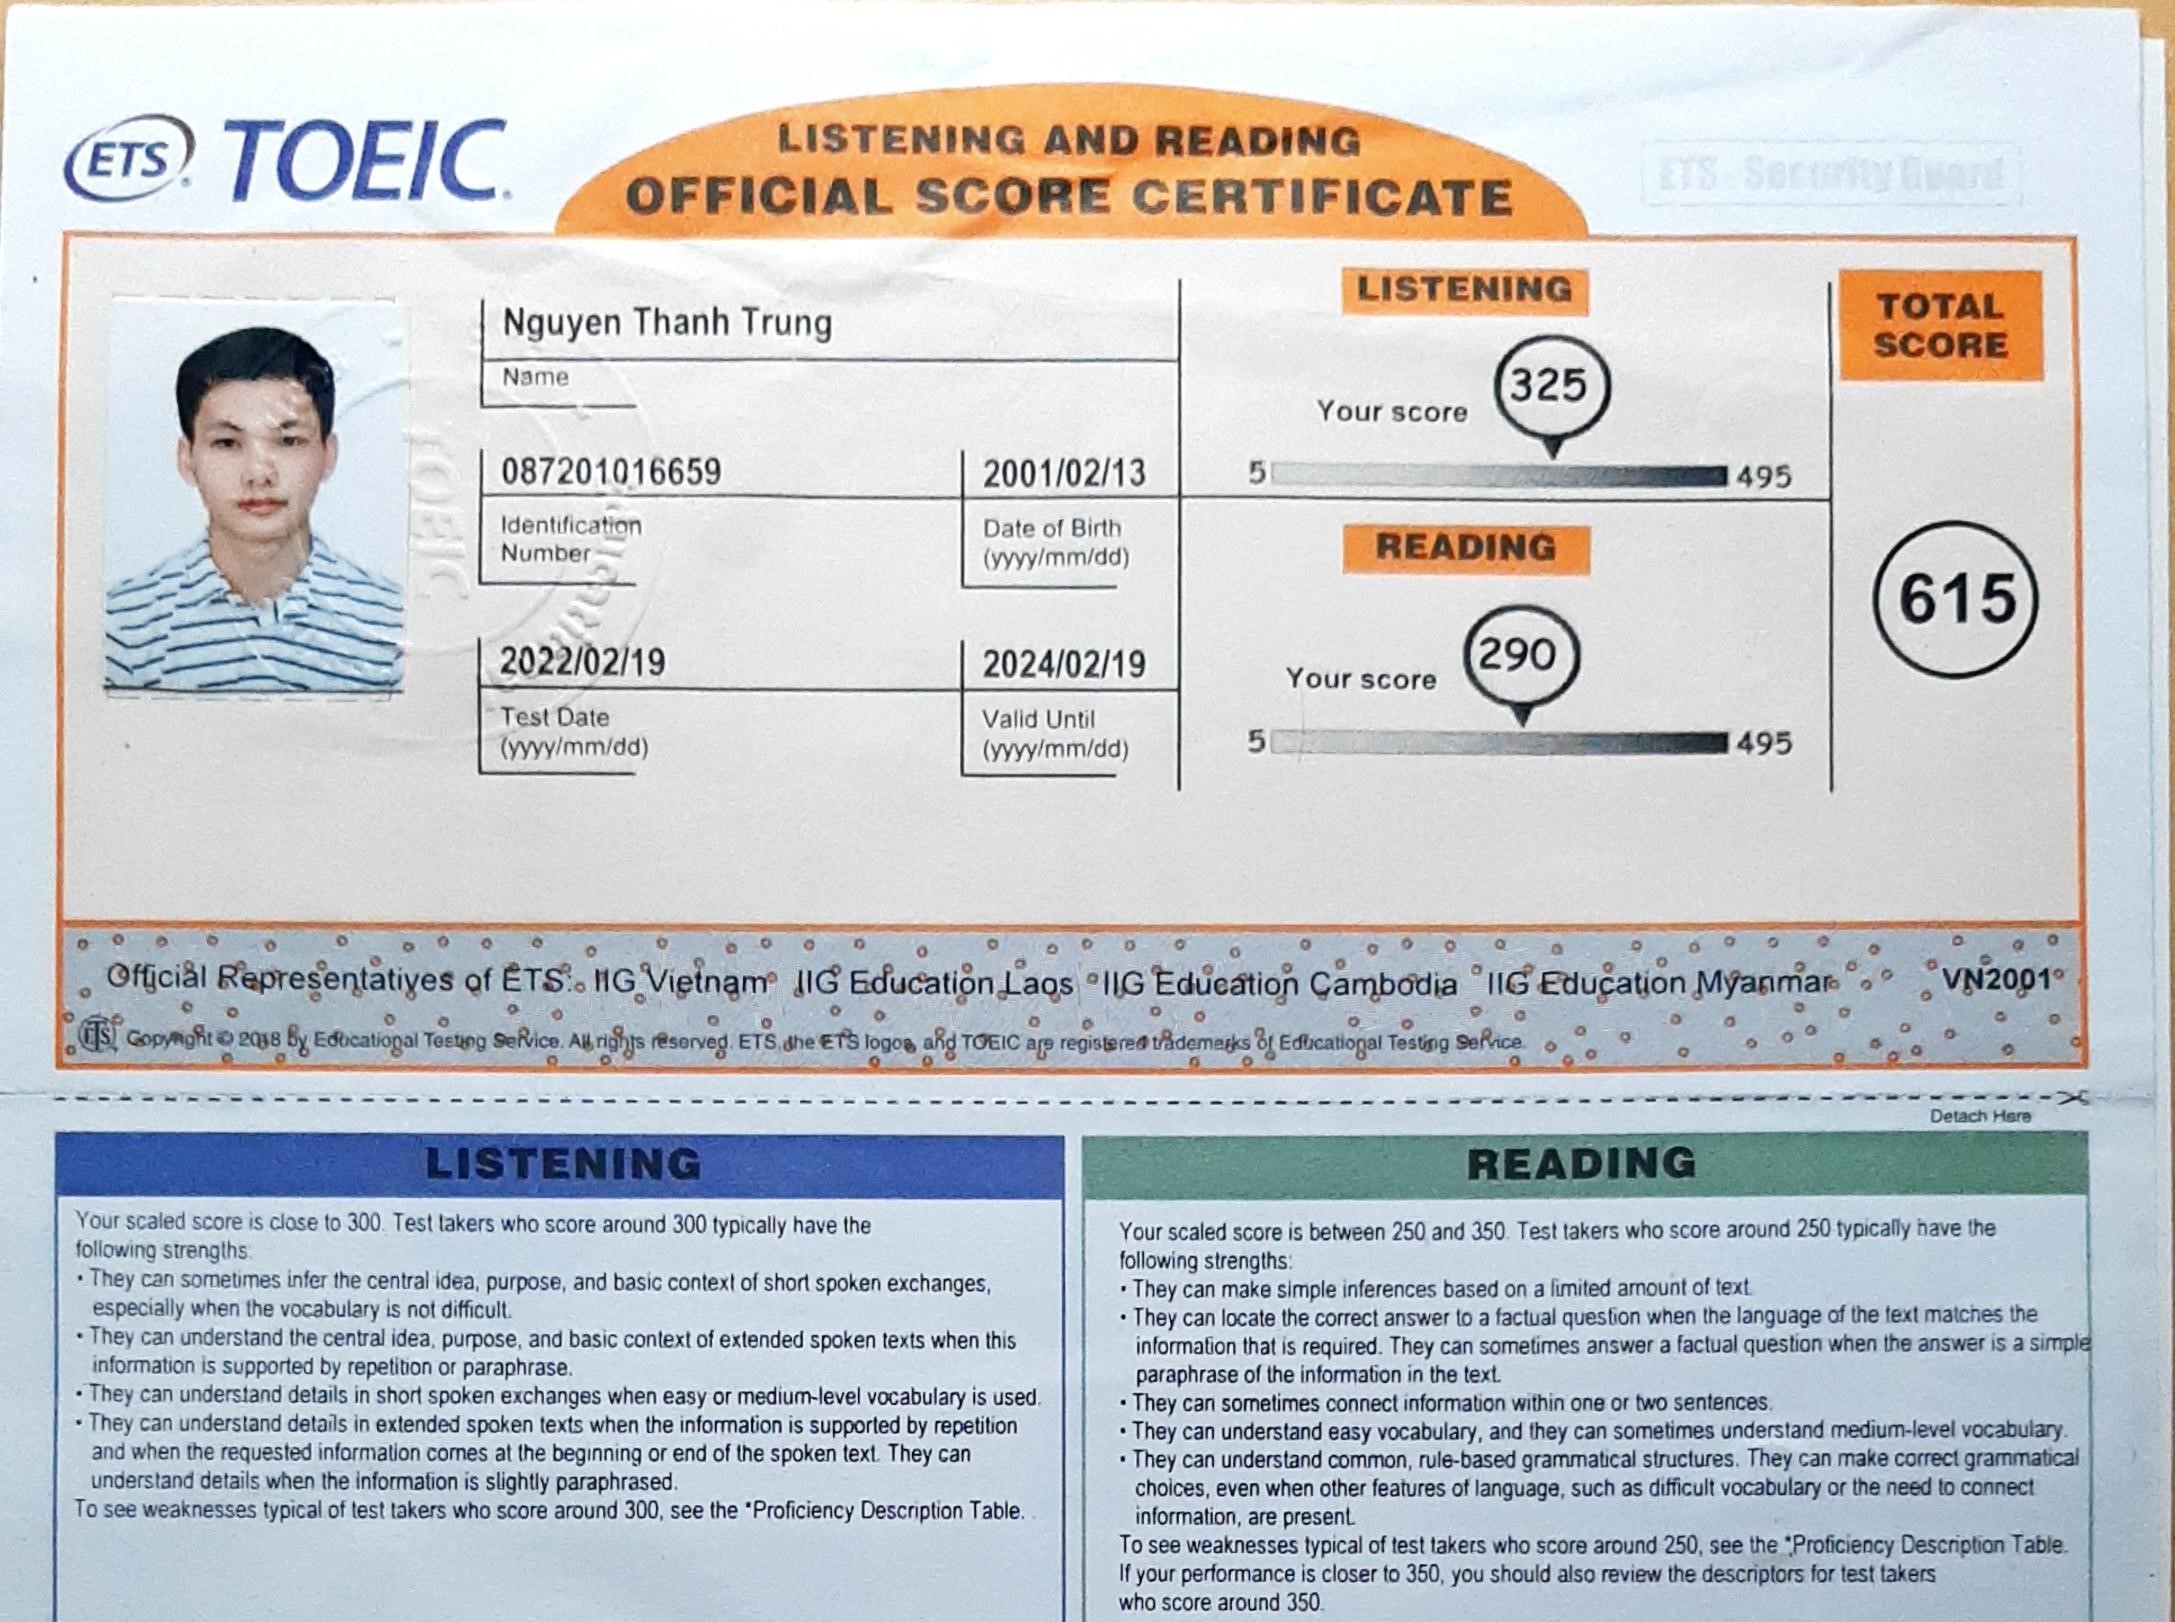 ETS TOEIC.
LISTENING AND READING
OFFICIAL SCORE CERTIFICATE
ETS Security Guard
Nguyen Thanh Trung
Name
087201016659
Identification
Number
2001/02/13
Date of Birth
(yyyy/mm/dd)
2022/02/19
Test Date
(yyyy/mm/dd)
2024/02/19
Valid Until
(yyyy/mm/dd)
LISTENING
Your score 325
5 495
READING
Your score 290
5 495
TOTAL
SCORE
615
TOEIC
Official Representatives of ETS: IIG Vietnam IIG Education Laos IIG Education Cambodia IIG Education Myanmar VN2001
ETS Copyright © 2018 by Educational Testing Service. All rights reserved. ETS, the ETS logos, and TOEIC are registered trademarks of Educational Testing Service.
Detach Here
LISTENING
Your scaled score is close to 300. Test takers who score around 300 typically have the
following strengths:
• They can sometimes infer the central idea, purpose, and basic context of short spoken exchanges,
especially when the vocabulary is not difficult.
• They can understand the central idea, purpose, and basic context of extended spoken texts when this
information is supported by repetition or paraphrase.
• They can understand details in short spoken exchanges when easy or medium-level vocabulary is used.
• They can understand details in extended spoken texts when the information is supported by repetition
and when the requested information comes at the beginning or end of the spoken text. They can
understand details when the information is slightly paraphrased.
To see weaknesses typical of test takers who score around 300, see the *Proficiency Description Table.
READING
Your scaled score is between 250 and 350. Test takers who score around 250 typically have the
following strengths:
• They can make simple inferences based on a limited amount of text.
• They can locate the correct answer to a factual question when the language of the text matches the
information that is required. They can sometimes answer a factual question when the answer is a simple
paraphrase of the information in the text.
• They can sometimes connect information within one or two sentences.
• They can understand easy vocabulary, and they can sometimes understand medium-level vocabulary.
• They can understand common, rule-based grammatical structures. They can make correct grammatical
choices, even when other features of language, such as difficult vocabulary or the need to connect
information, are present.
To see weaknesses typical of test takers who score around 250, see the *Proficiency Description Table.
If your performance is closer to 350, you should also review the descriptors for test takers
who score around 350.